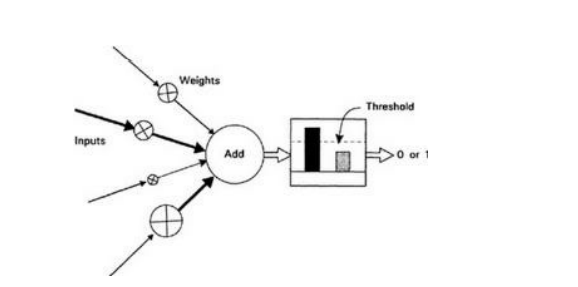 Weights
Threshold
Inputs
Add
0 or 1